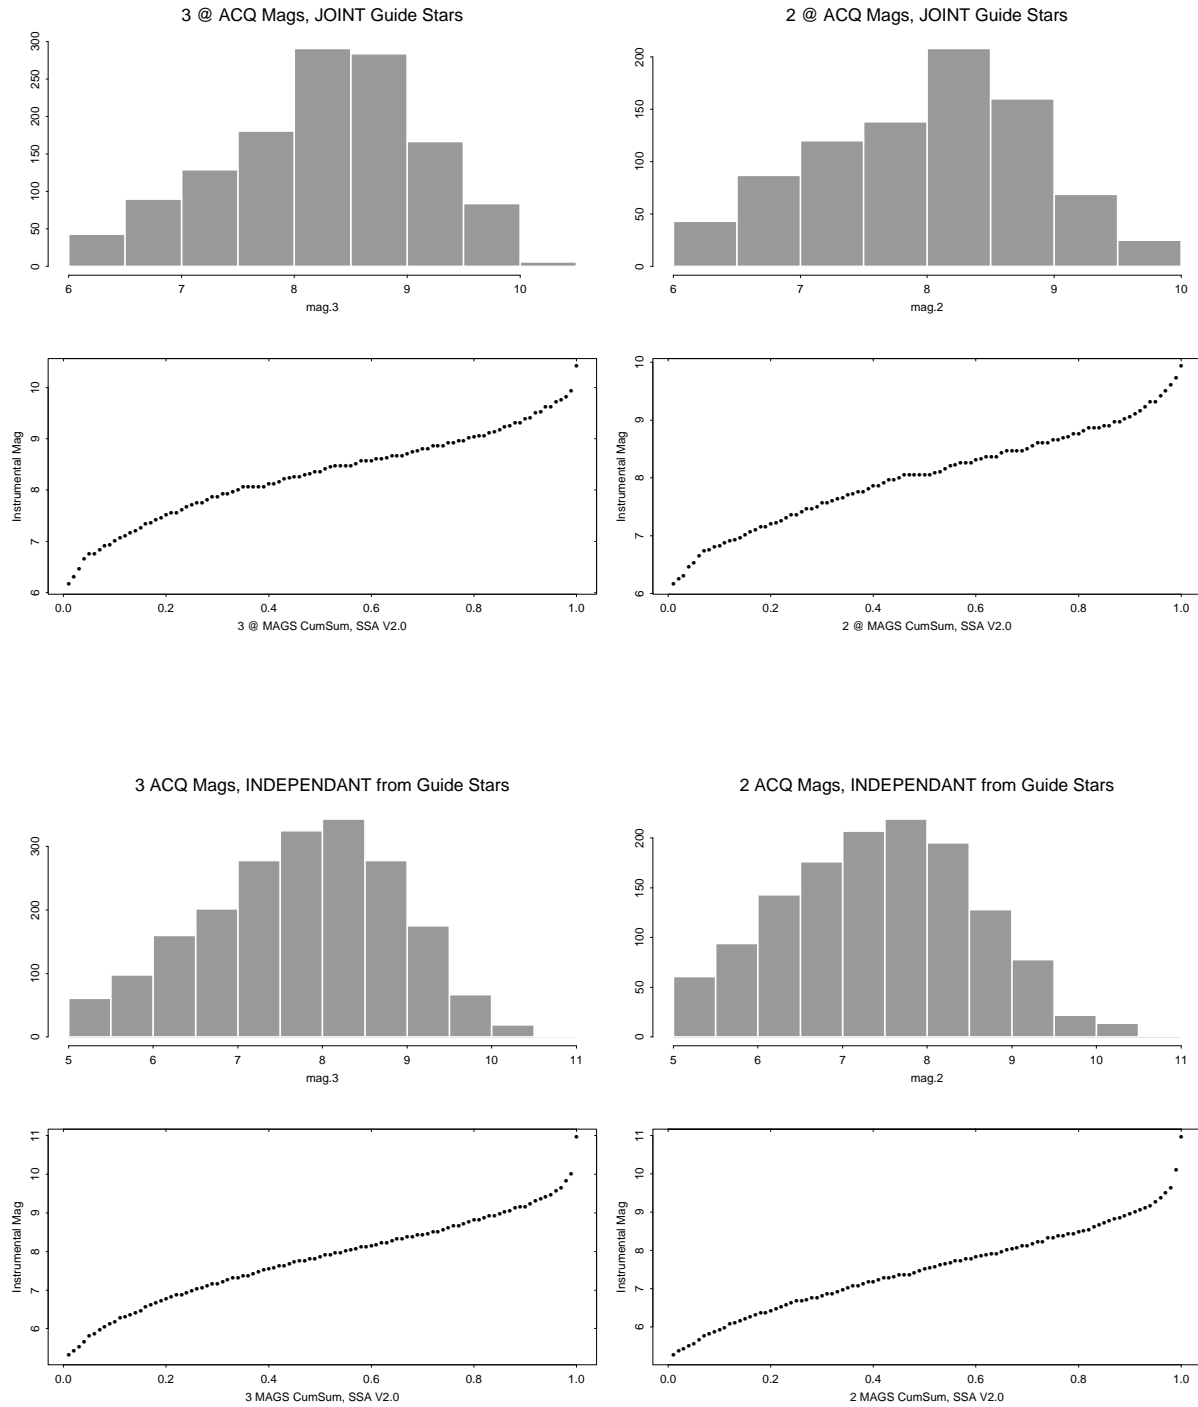 3 @ ACQ Mags, JOINT Guide Stars
0 50 100 150 200 250 300
6 7 8 9 10
mag.3
2 @ ACQ Mags, JOINT Guide Stars
0 50 100 150 200
6 7 8 9 10
mag.2
Instrumental Mag
6 7 8 9 10
0.0 0.2 0.4 0.6 0.8 1.0
3 @ MAGS CumSum, SSA V2.0
Instrumental Mag
6 7 8 9 10
0.0 0.2 0.4 0.6 0.8 1.0
2 @ MAGS CumSum, SSA V2.0
3 ACQ Mags, INDEPENDANT from Guide Stars
0 100 200 300
5 6 7 8 9 10 11
mag.3
2 ACQ Mags, INDEPENDANT from Guide Stars
0 50 100 150 200
5 6 7 8 9 10 11
mag.2
Instrumental Mag
6 7 8 9 10 11
0.0 0.2 0.4 0.6 0.8 1.0
3 MAGS CumSum, SSA V2.0
Instrumental Mag
6 7 8 9 10 11
0.0 0.2 0.4 0.6 0.8 1.0
2 MAGS CumSum, SSA V2.0